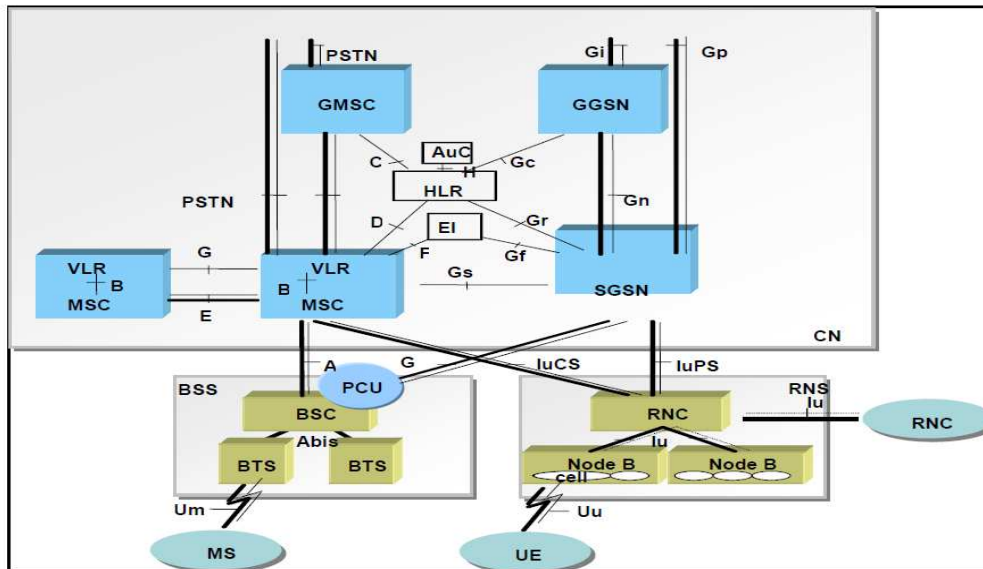 PSTN
Gi
Gp
GMSC
GGSN
AuC
C
H
Gc
HLR
PSTN
D
EI
Gr
Gn
F
Gf
G
VLR
B
MSC
E
VLR
B
MSC
Gs
SGSN
CN
A
G
IuCS
IuPS
BSS
PCU
RNS
Iu
BSC
RNC
RNC
Abis
Iu
BTS
BTS
Node B
cell
Node B
Um
Uu
MS
UE